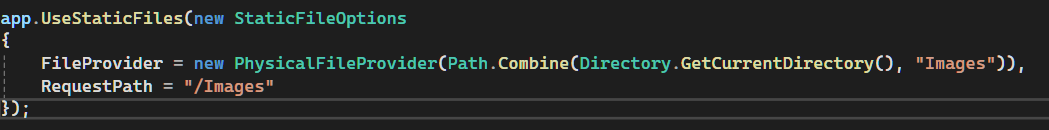 app.UseStaticFiles(new StaticFileOptions
{
    FileProvider = new PhysicalFileProvider(Path.Combine(Directory.GetCurrentDirectory(), "Images")),
    RequestPath = "/Images"
});